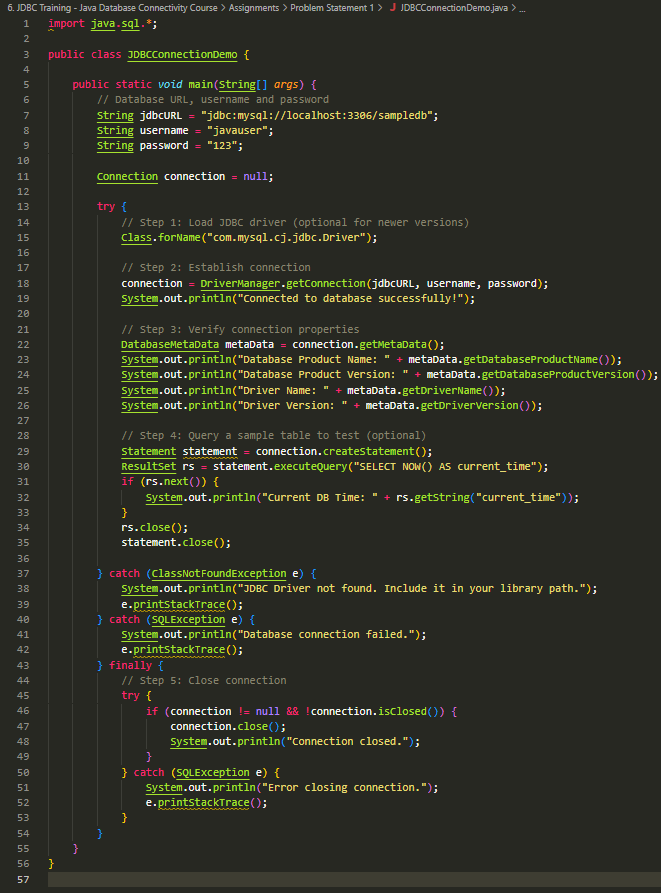 6. JDBC Training - Java Database Connectivity Course > Assignments > Problem Statement 1 > J JDBCConnectionDemo.java > ...
1 import java.sql.*;
2
3 public class JDBCConnectionDemo {
4
5     public static void main(String[] args) {
6         // Database URL, username and password
7         String jdbcURL = "jdbc:mysql://localhost:3306/sampledb";
8         String username = "javauser";
9         String password = "123";
10
11         Connection connection = null;
12
13         try {
14             // Step 1: Load JDBC driver (optional for newer versions)
15             Class.forName("com.mysql.cj.jdbc.Driver");
16
17             // Step 2: Establish connection
18             connection = DriverManager.getConnection(jdbcURL, username, password);
19             System.out.println("Connected to database successfully!");
20
21             // Step 3: Verify connection properties
22             DatabaseMetaData metaData = connection.getMetaData();
23             System.out.println("Database Product Name: " + metaData.getDatabaseProductName());
24             System.out.println("Database Product Version: " + metaData.getDatabaseProductVersion());
25             System.out.println("Driver Name: " + metaData.getDriverName());
26             System.out.println("Driver Version: " + metaData.getDriverVersion());
27
28             // Step 4: Query a sample table to test (optional)
29             Statement statement = connection.createStatement();
30             ResultSet rs = statement.executeQuery("SELECT NOW() AS current_time");
31             if (rs.next()) {
32                 System.out.println("Current DB Time: " + rs.getString("current_time"));
33             }
34             rs.close();
35             statement.close();
36
37         } catch (ClassNotFoundException e) {
38             System.out.println("JDBC Driver not found. Include it in your library path.");
39             e.printStackTrace();
40         } catch (SQLException e) {
41             System.out.println("Database connection failed.");
42             e.printStackTrace();
43         } finally {
44             // Step 5: Close connection
45             try {
46                 if (connection != null && !connection.isClosed()) {
47                     connection.close();
48                     System.out.println("Connection closed.");
49                 }
50             } catch (SQLException e) {
51                 System.out.println("Error closing connection.");
52                 e.printStackTrace();
53             }
54         }
55     }
56 }
57